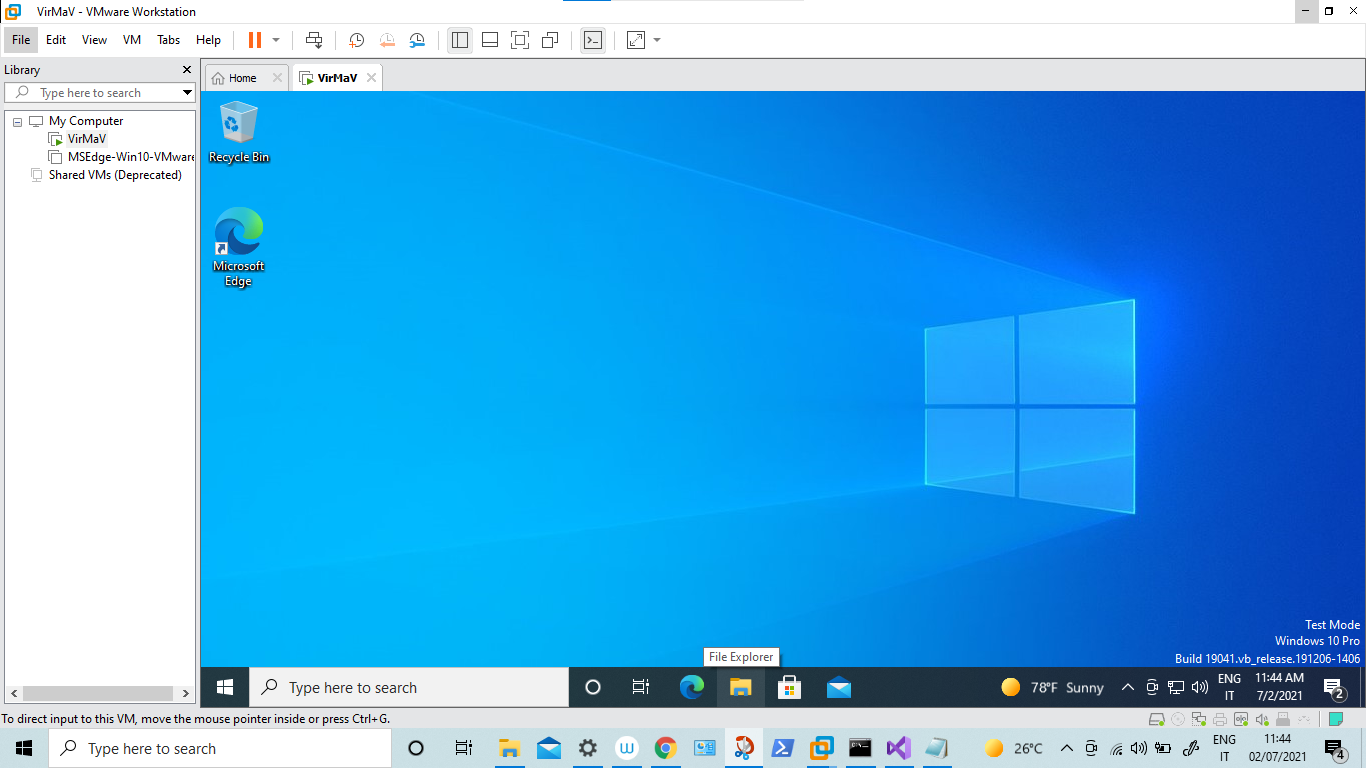 VirMaV - VMware Workstation
File Edit View VM Tabs Help
Library
Type here to search
My Computer
VirMaV
MSEdge-Win10-VMware
Shared VMs (Deprecated)
Home
VirMaV
Recycle Bin
Microsoft
Edge
Test Mode
Windows 10 Pro
Build 19041.vb_release.191206-1406
File Explorer
Type here to search
78°F Sunny
ENG
IT
11:44 AM
7/2/2021
2
To direct input to this VM, move the mouse pointer inside or press Ctrl+G.
Type here to search
W
26°C
ENG
IT
11:44
02/07/2021
4